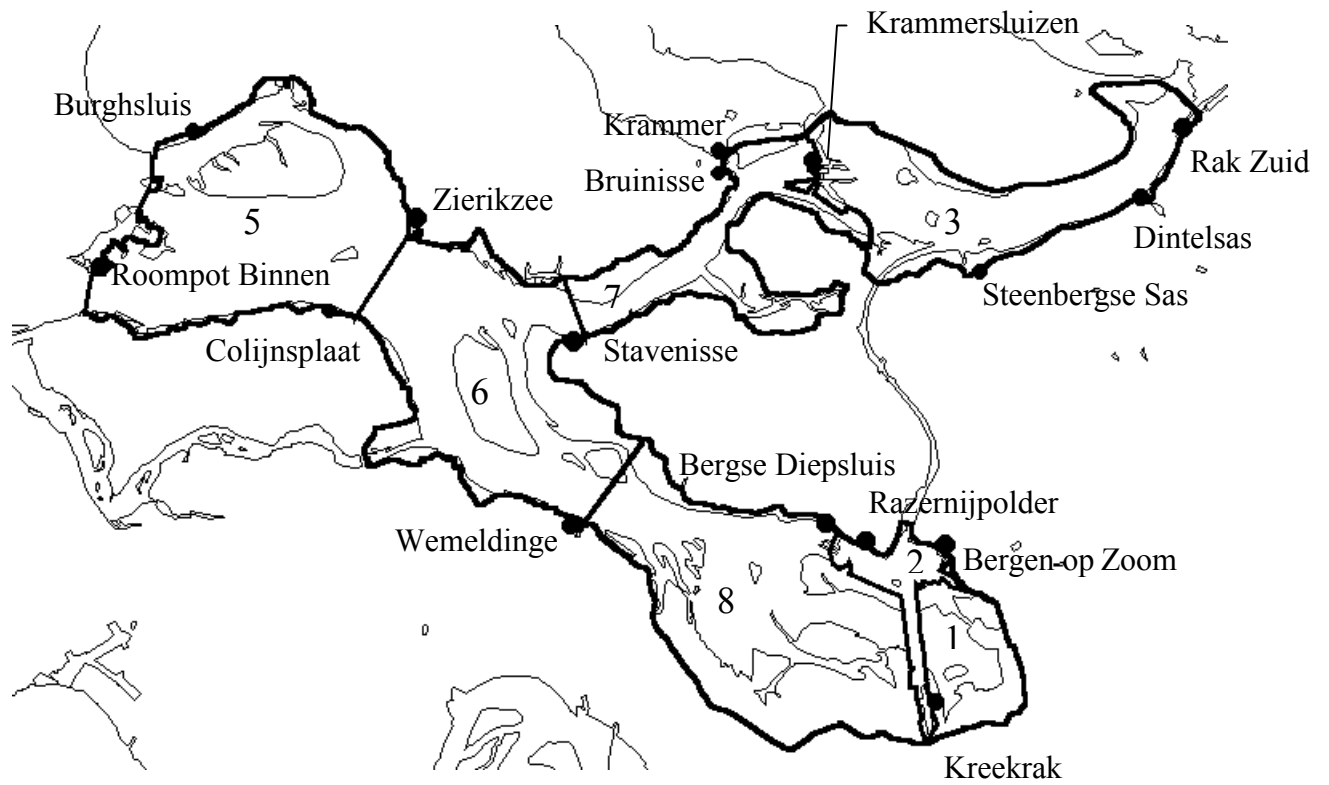 Krammersluizen
Burghsluis
Krammer
Bruinisse
Rak Zuid
Zierikzee
5
3
Dintelsas
Roompot Binnen
7
Steenbergse Sas
Colijnsplaat
Stavenisse
6
Bergse Diepsluis
Razernijpolder
Wemeldinge
2
Bergen op Zoom
8
1
Kreekrak